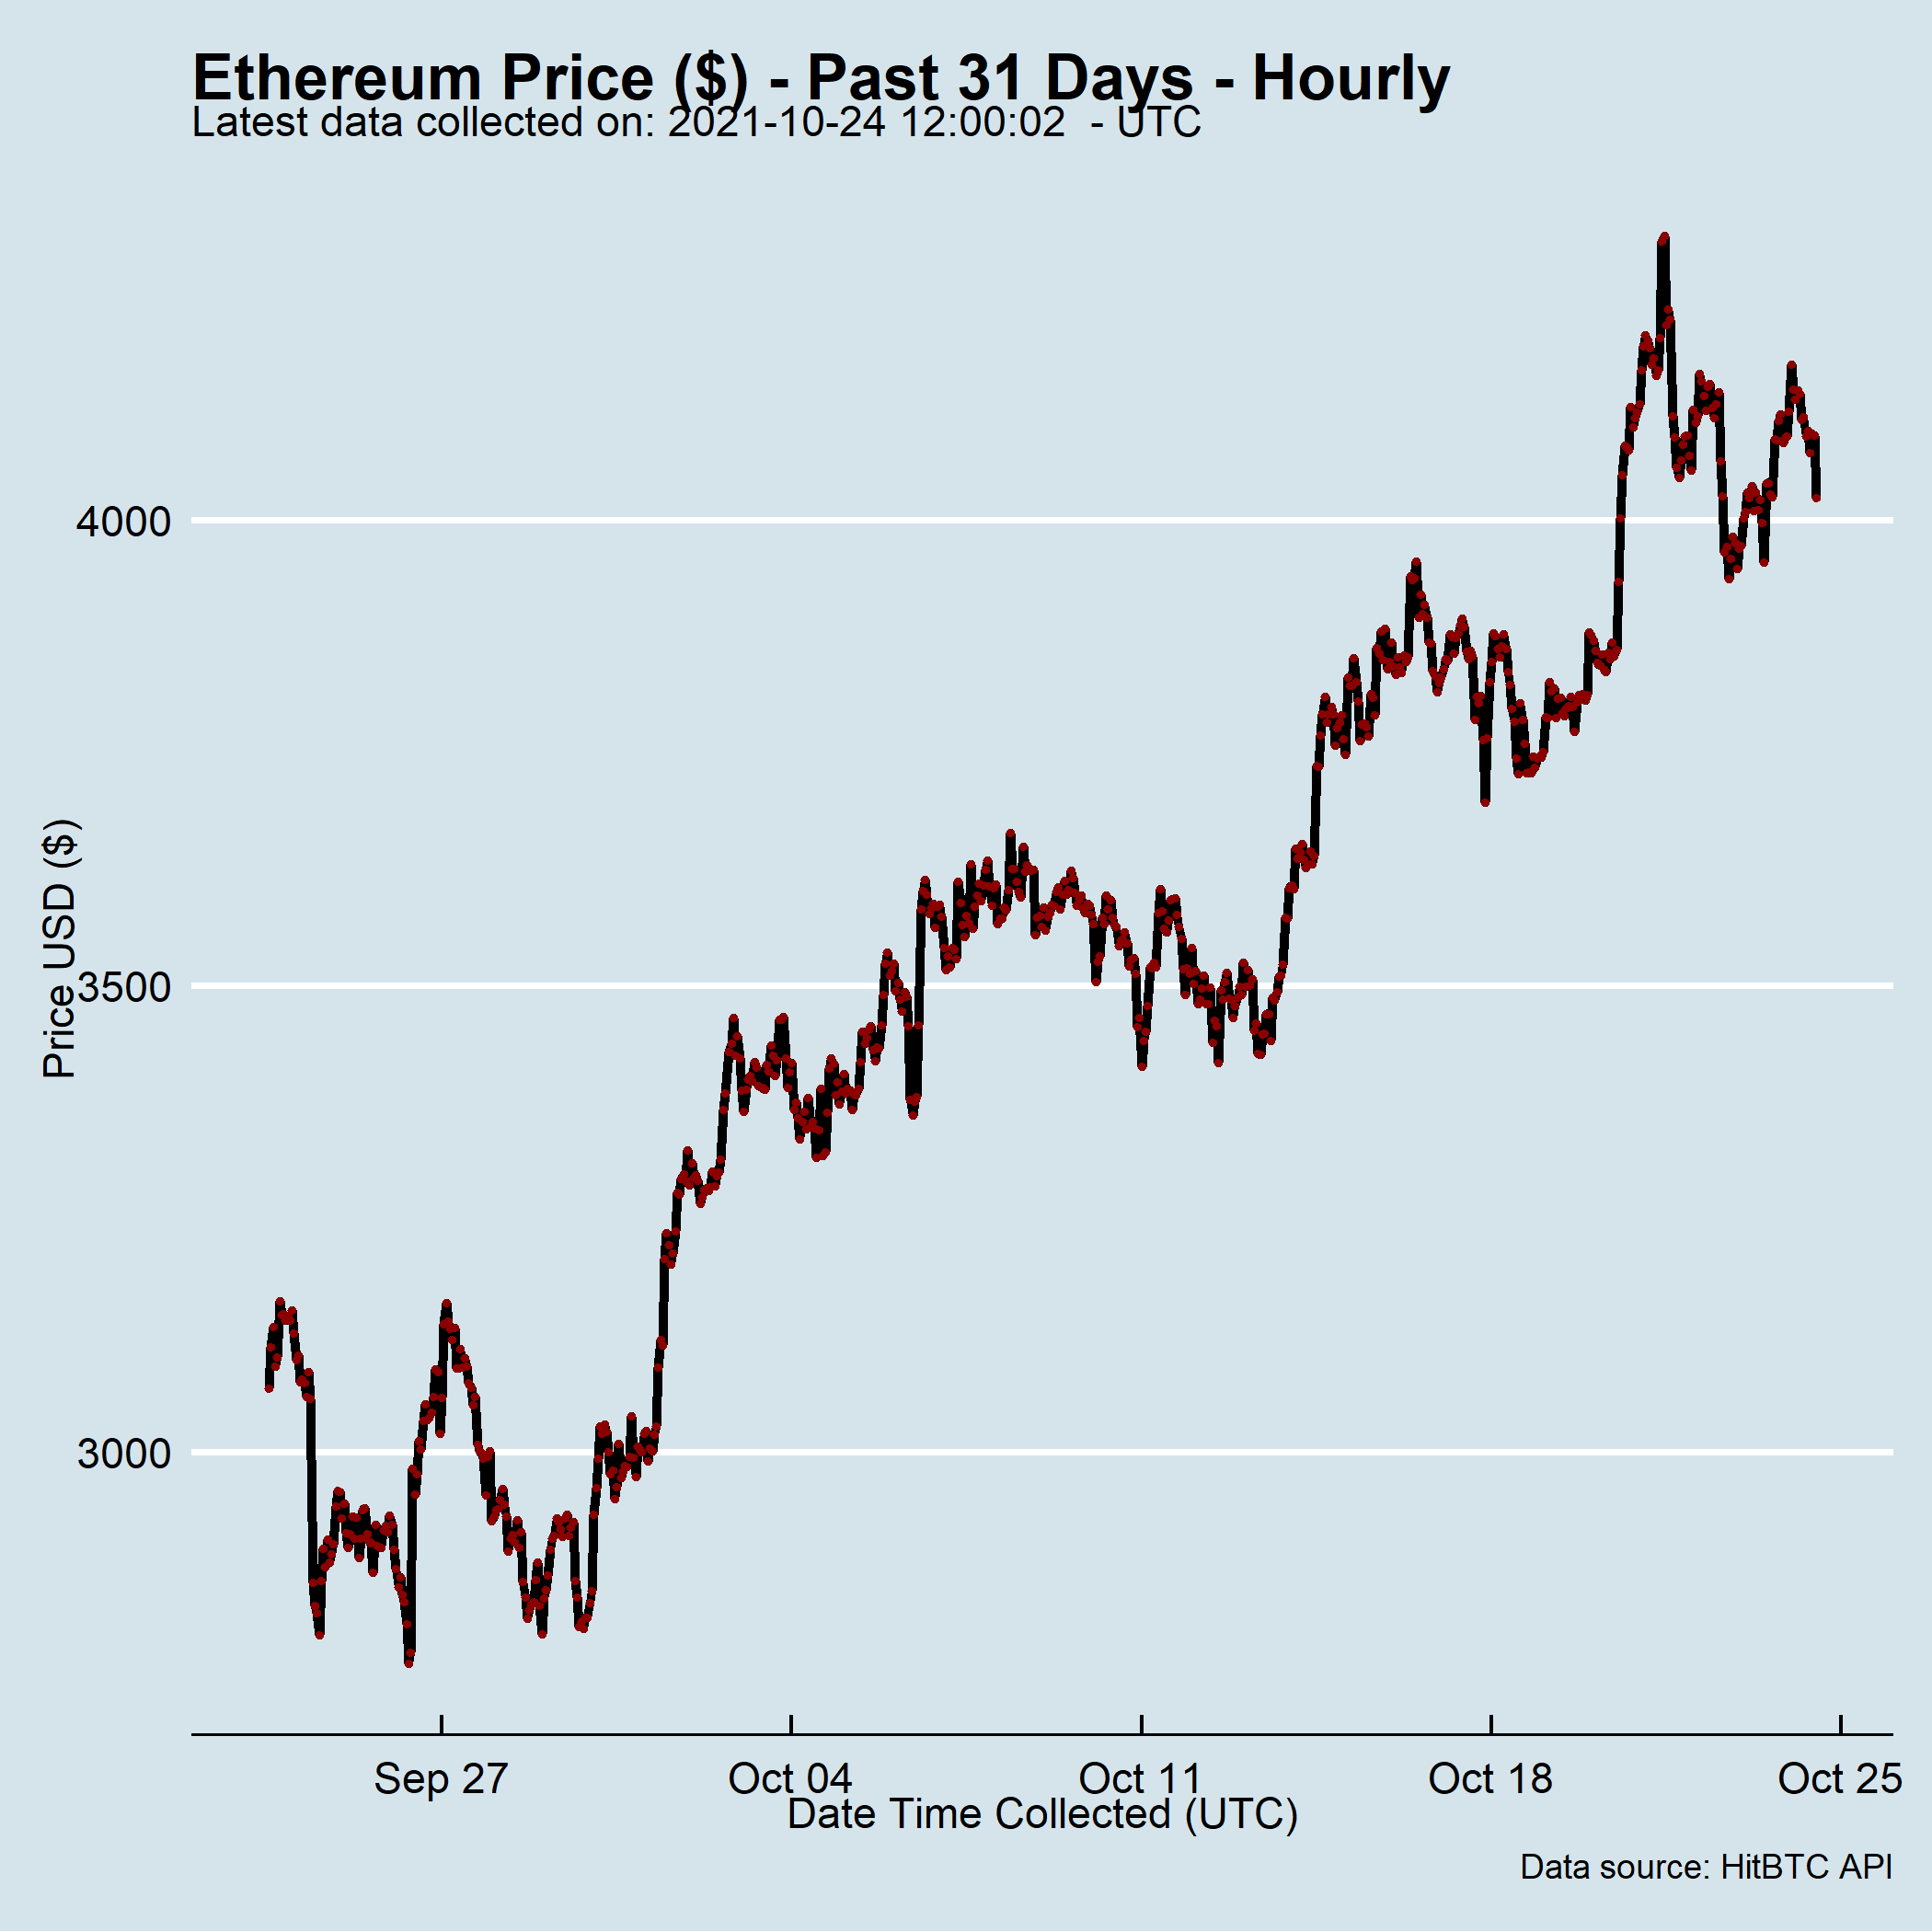 Ethereum Price ($) - Past 31 Days - Hourly
Latest data collected on: 2021-10-24 12:00:02  - UTC
Price USD ($)
4000
3500
3000
Sep 27 Oct 04 Oct 11 Oct 18 Oct 25
Date Time Collected (UTC)
Data source: HitBTC API